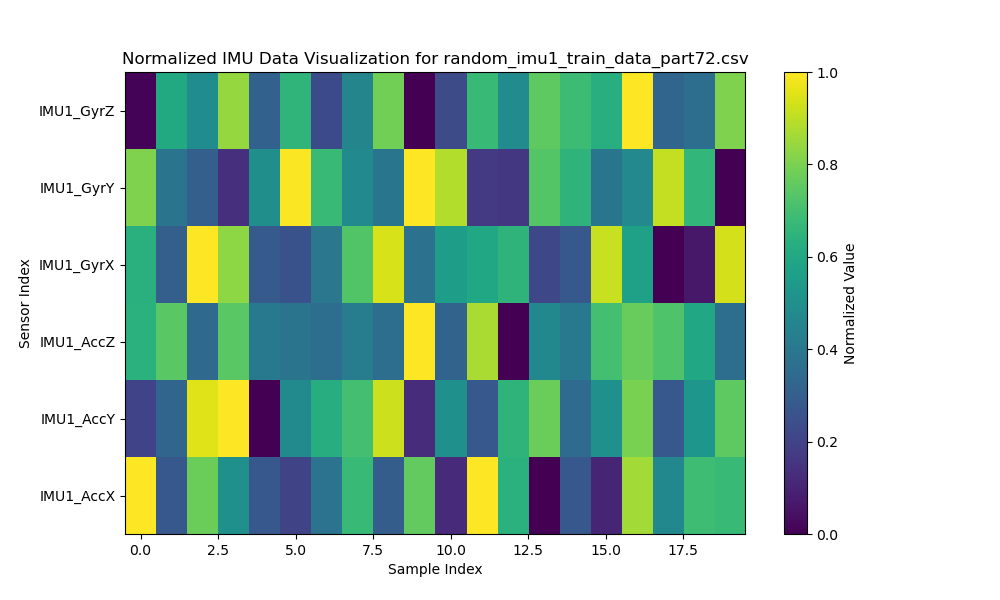 Normalized IMU Data Visualization for random_imu1_train_data_part72.csv
IMU1_GyrZ
IMU1_GyrY
IMU1_GyrX
IMU1_AccZ
IMU1_AccY
IMU1_AccX
Sensor Index
0.0 2.5 5.0 7.5 10.0 12.5 15.0 17.5
Sample Index
1.0
0.8
0.6
0.4
0.2
0.0
Normalized Value